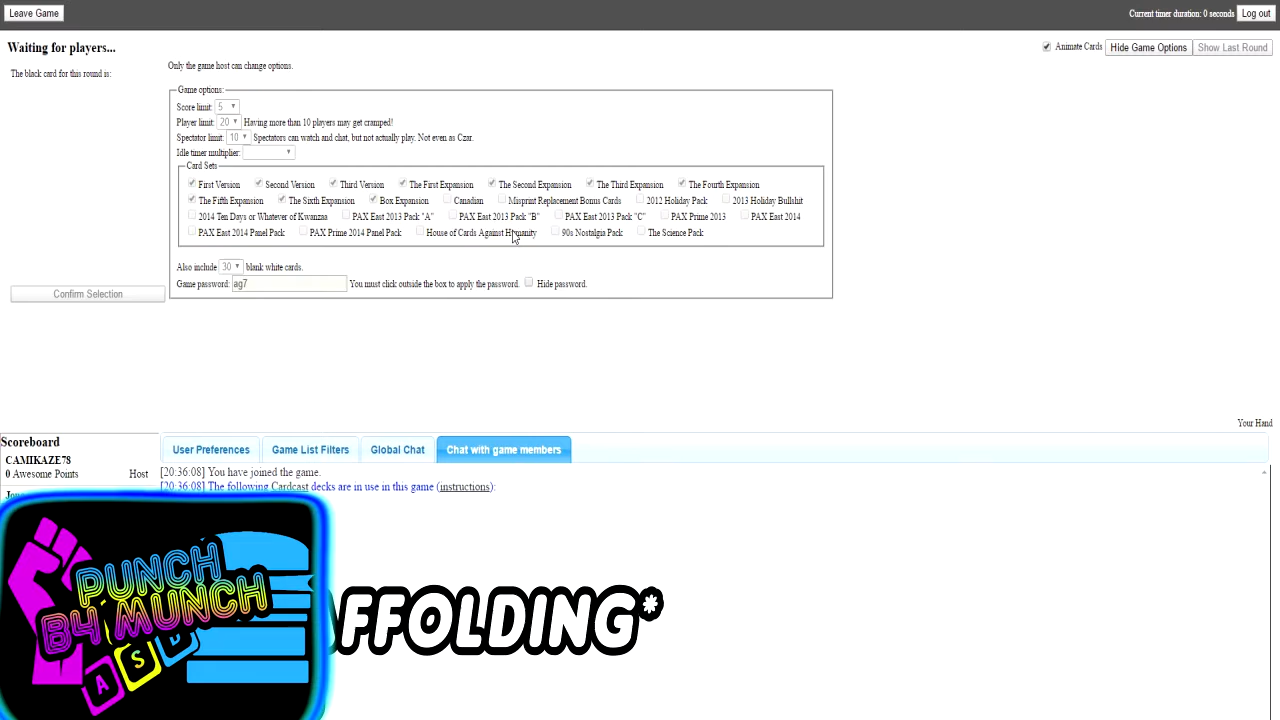 Leave Game
Current timer duration: 0 seconds Log out
Waiting for players...
Animate Cards Hide Game Options Show Last Round
The black card for this round is:
Only the game host can change options.
Game options:
Score limit: 5
Player limit: 20 Having more than 10 players may get cramped!
Spectator limit: 10 Spectators can watch and chat, but not actually play. Not even as Czar.
Idle timer multiplier:
Card Sets
First Version Second Version Third Version The First Expansion The Second Expansion The Third Expansion The Fourth Expansion
The Fifth Expansion The Sixth Expansion Box Expansion Canadian Misprint Replacement Bonus Cards 2012 Holiday Pack 2013 Holiday Bullshit
2014 Ten Days or Whatever of Kwanzaa PAX East 2013 Pack "A" PAX East 2013 Pack "B" PAX East 2013 Pack "C" PAX Prime 2013 PAX East 2014
PAX East 2014 Panel Pack PAX Prime 2014 Panel Pack House of Cards Against Humanity 90s Nostalgia Pack The Science Pack
Also include 30 blank white cards.
Game password: ag7 You must click outside the box to apply the password. Hide password.
Confirm Selection
Your Hand
Scoreboard
CAMIKAZE78
0 Awesome Points Host
User Preferences Game List Filters Global Chat Chat with game members
[20:36:08] You have joined the game.
[20:36:08] The following Cardcast decks are in use in this game (instructions):
PUNCH
B4 MUNCH
A S D
AFFOLDING*